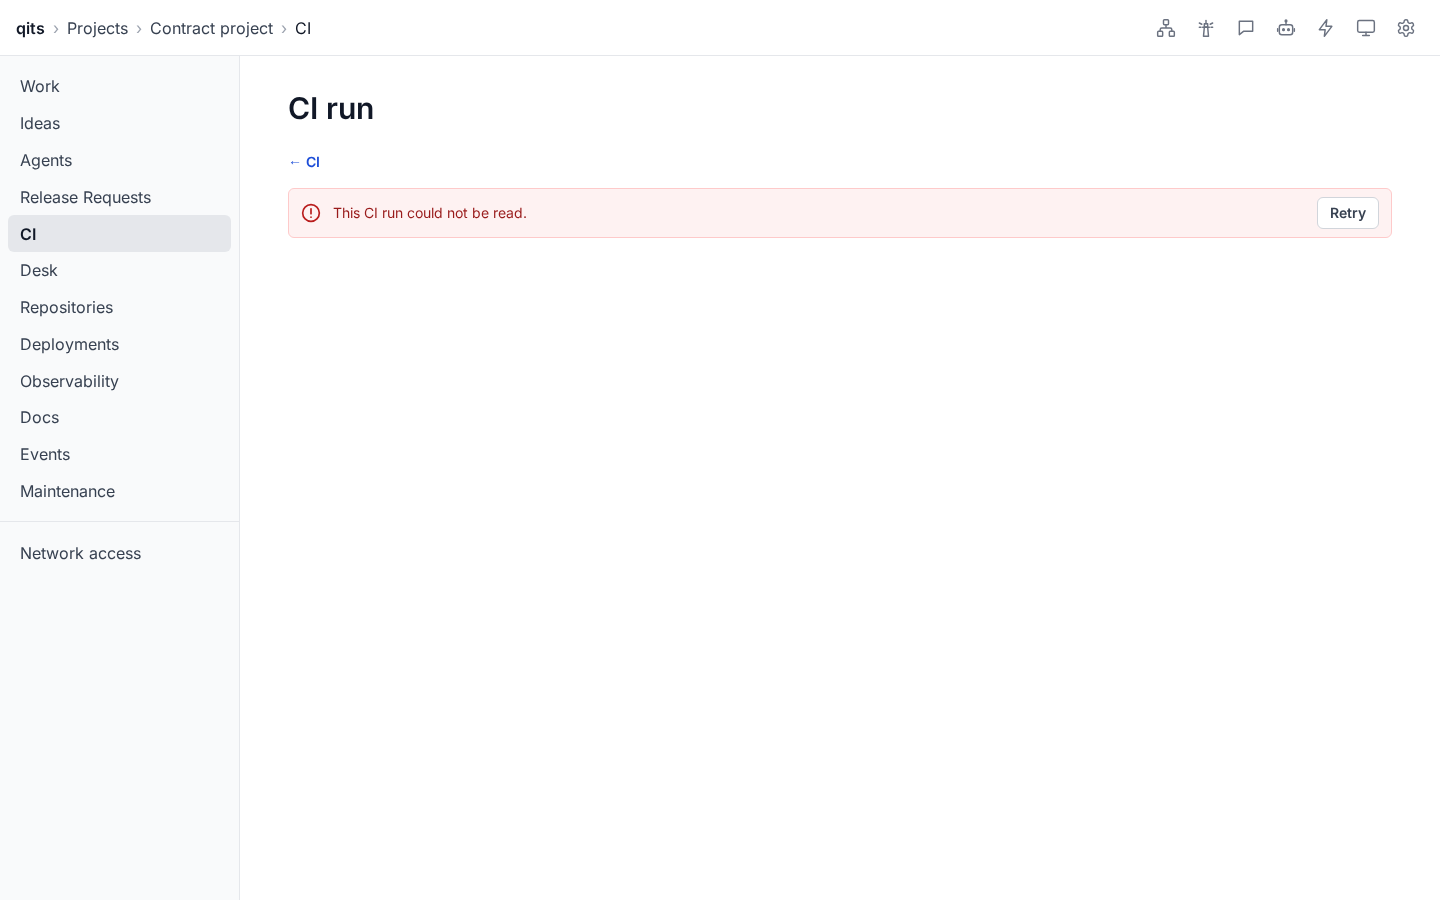 qits › Projects › Contract project › CI
Work
Ideas
Agents
Release Requests
CI
Desk
Repositories
Deployments
Observability
Docs
Events
Maintenance
Network access
CI run
← CI
This CI run could not be read.
Retry